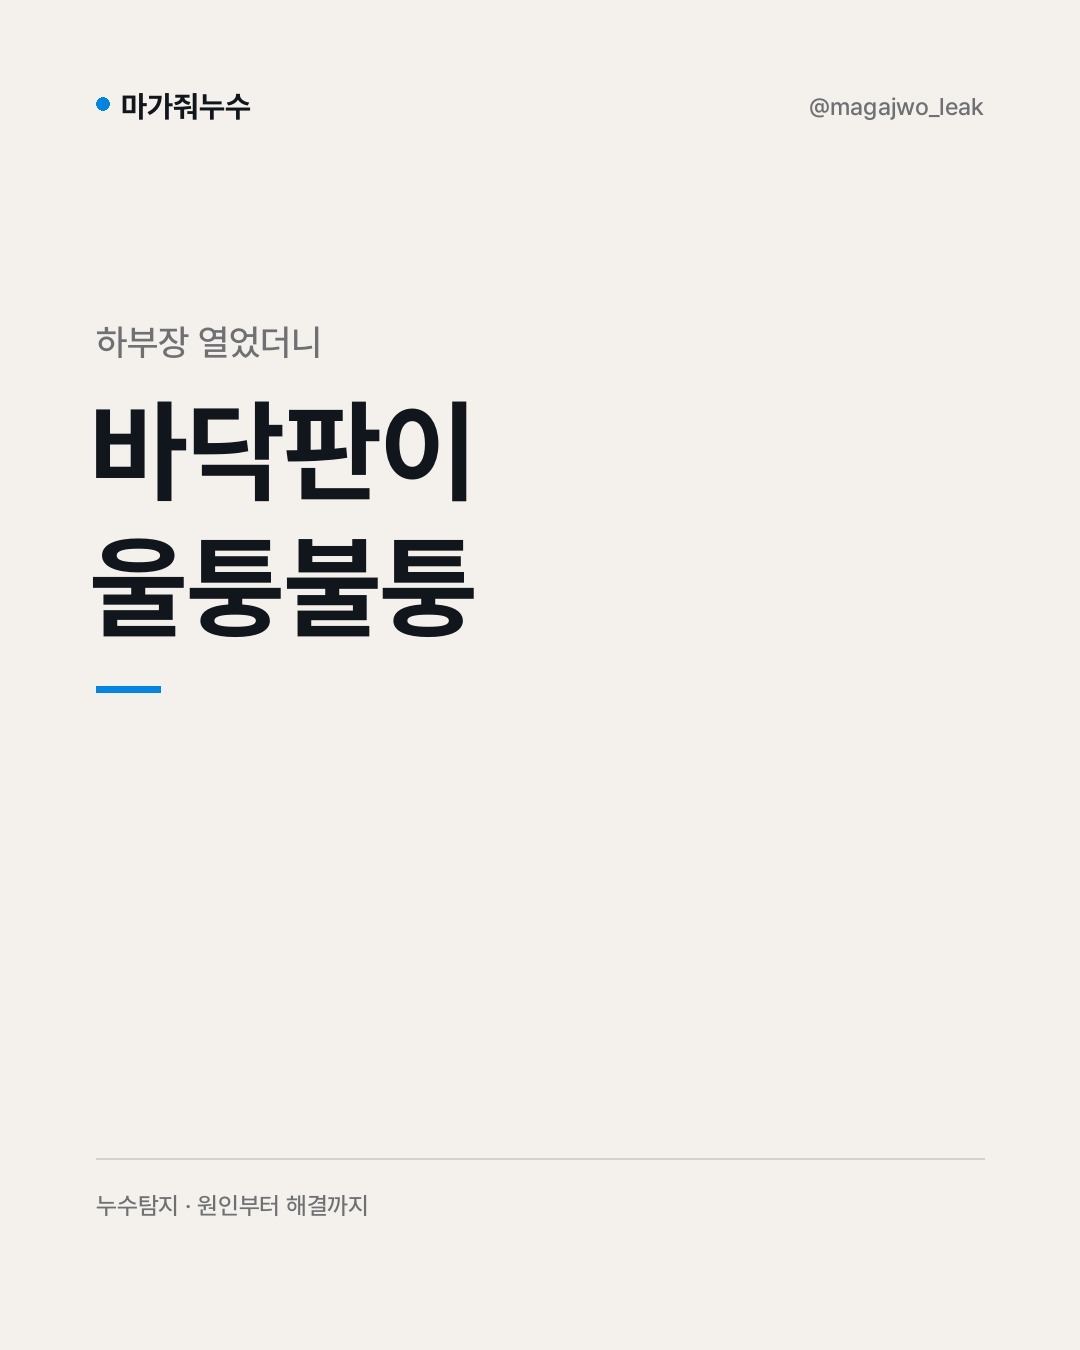 마가줘누수
@magajwo_leak
하부장 열었더니
바닥판이
울퉁불퉁
누수탐지 · 원인부터 해결까지